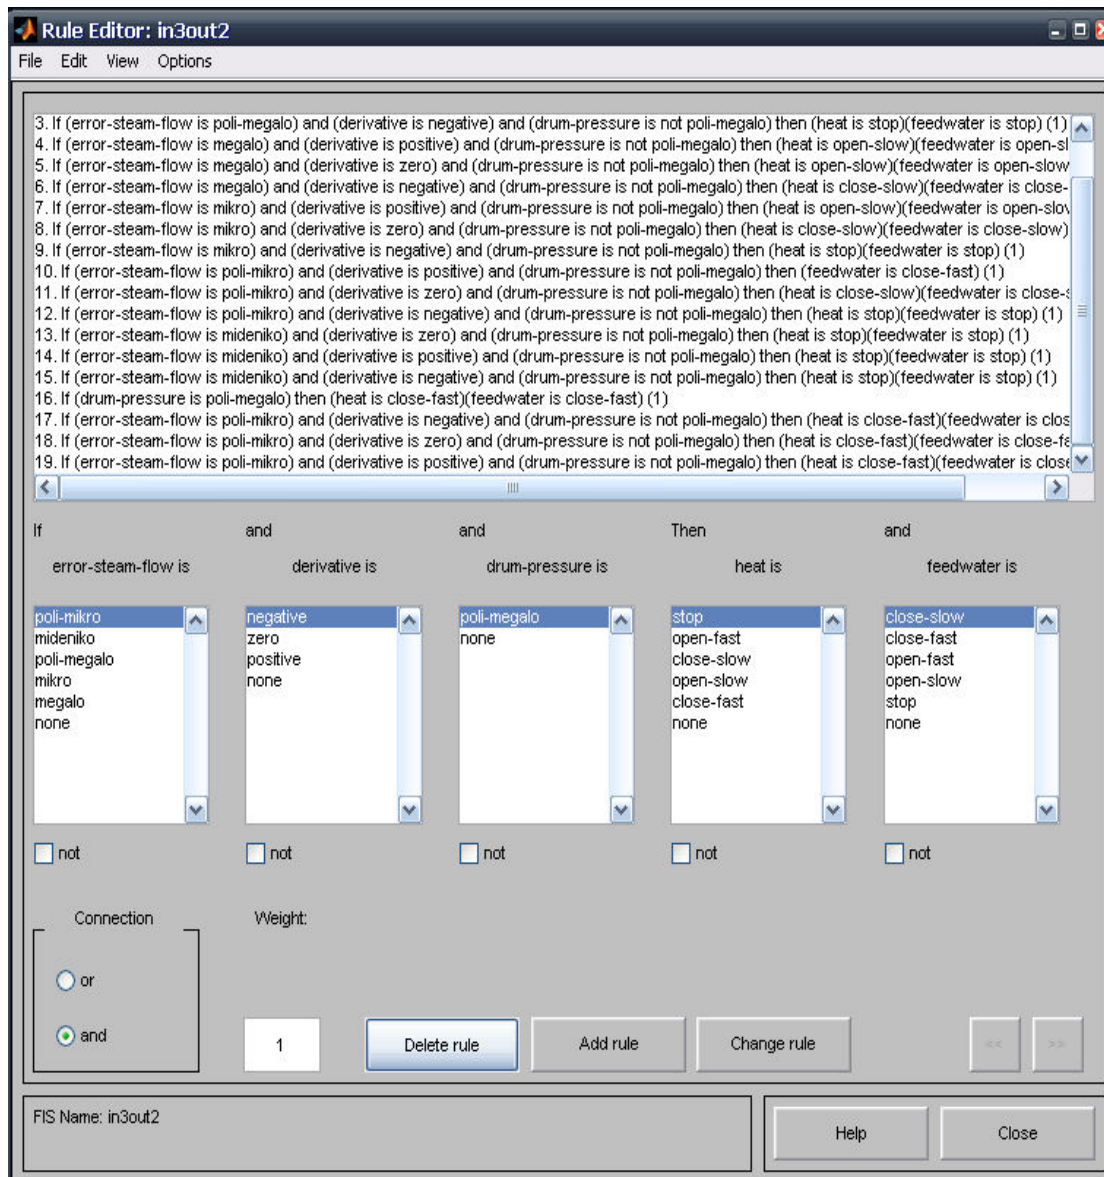 Rule Editor: in3out2
File Edit View Options
3. If (error-steam-flow is poli-megalo) and (derivative is negative) and (drum-pressure is not poli-megalo) then (heat is stop)(feedwater is stop) (1)
4. If (error-steam-flow is megalo) and (derivative is positive) and (drum-pressure is not poli-megalo) then (heat is open-slow)(feedwater is open-sl
5. If (error-steam-flow is megalo) and (derivative is zero) and (drum-pressure is not poli-megalo) then (heat is open-slow)(feedwater is open-slow
6. If (error-steam-flow is megalo) and (derivative is negative) and (drum-pressure is not poli-megalo) then (heat is close-slow)(feedwater is close-
7. If (error-steam-flow is mikro) and (derivative is positive) and (drum-pressure is not poli-megalo) then (heat is open-slow)(feedwater is open-slov
8. If (error-steam-flow is mikro) and (derivative is zero) and (drum-pressure is not poli-megalo) then (heat is close-slow)(feedwater is close-slow)
9. If (error-steam-flow is mikro) and (derivative is negative) and (drum-pressure is not poli-megalo) then (heat is stop)(feedwater is stop) (1)
10. If (error-steam-flow is poli-mikro) and (derivative is positive) and (drum-pressure is not poli-megalo) then (feedwater is close-fast) (1)
11. If (error-steam-flow is poli-mikro) and (derivative is zero) and (drum-pressure is not poli-megalo) then (heat is close-slow)(feedwater is close-s
12. If (error-steam-flow is poli-mikro) and (derivative is negative) and (drum-pressure is not poli-megalo) then (heat is stop)(feedwater is stop) (1)
13. If (error-steam-flow is mideniko) and (derivative is zero) and (drum-pressure is not poli-megalo) then (heat is stop)(feedwater is stop) (1)
14. If (error-steam-flow is mideniko) and (derivative is positive) and (drum-pressure is not poli-megalo) then (heat is stop)(feedwater is stop) (1)
15. If (error-steam-flow is mideniko) and (derivative is negative) and (drum-pressure is not poli-megalo) then (heat is stop)(feedwater is stop) (1)
16. If (drum-pressure is poli-megalo) then (heat is close-fast)(feedwater is close-fast) (1)
17. If (error-steam-flow is poli-mikro) and (derivative is negative) and (drum-pressure is not poli-megalo) then (heat is close-fast)(feedwater is clos
18. If (error-steam-flow is poli-mikro) and (derivative is zero) and (drum-pressure is not poli-megalo) then (heat is close-fast)(feedwater is close-fa
19. If (error-steam-flow is poli-mikro) and (derivative is positive) and (drum-pressure is not poli-megalo) then (heat is close-fast)(feedwater is close
If and and Then and
error-steam-flow is derivative is drum-pressure is heat is feedwater is
poli-mikro negative poli-megalo stop close-slow
mideniko zero none open-fast close-fast
poli-megalo positive close-slow open-fast
mikro none open-slow open-slow
megalo close-fast stop
none none none
not not not not not
Connection Weight:
or
and 1 Delete rule Add rule Change rule << >>
FIS Name: in3out2 Help Close